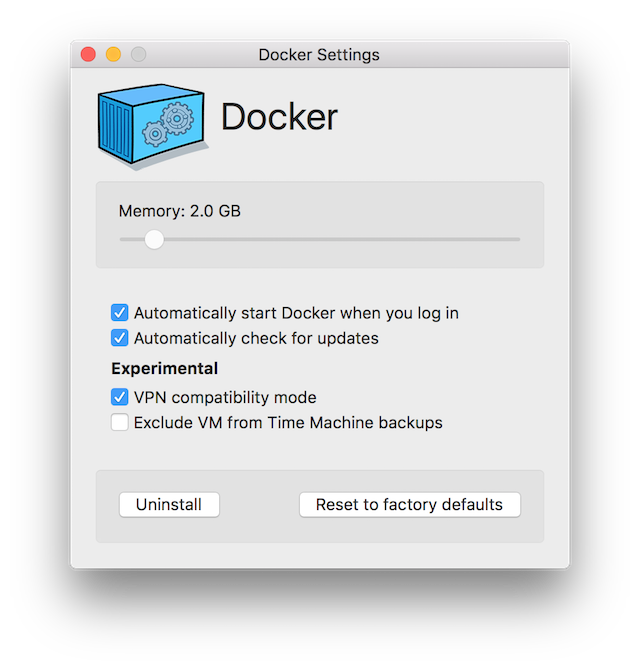 Docker Settings
Docker
Memory: 2.0 GB
Automatically start Docker when you log in
Automatically check for updates
Experimental
VPN compatibility mode
Exclude VM from Time Machine backups
Uninstall Reset to factory defaults